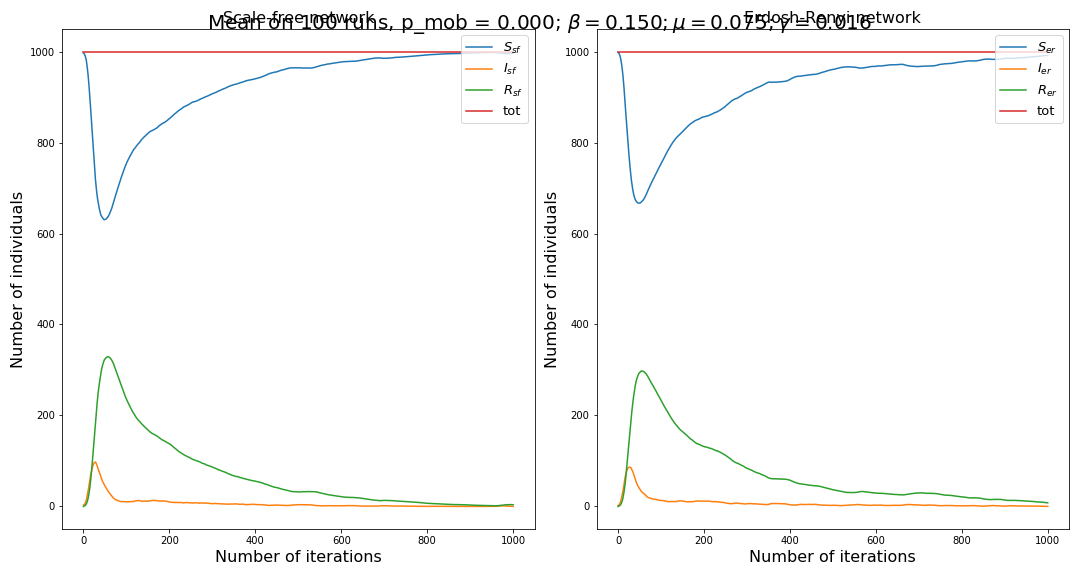 Mean on 100 runs, p_mob = 0.000; β = 0.150; μ = 0.075; γ = 0.016
Scale-free network
Erdosh-Renyi network
1000
800
600
400
200
0
Number of individuals
S_sf
I_sf
R_sf
tot
0 200 400 600 800 1000
Number of iterations
1000
800
600
400
200
0
Number of individuals
S_er
I_er
R_er
tot
0 200 400 600 800 1000
Number of iterations